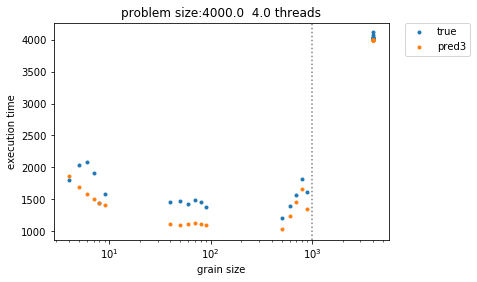 problem size:4000.0  4.0 threads
true
pred3
4000
3500
3000
2500
2000
1500
1000
execution time
10¹
10²
10³
grain size